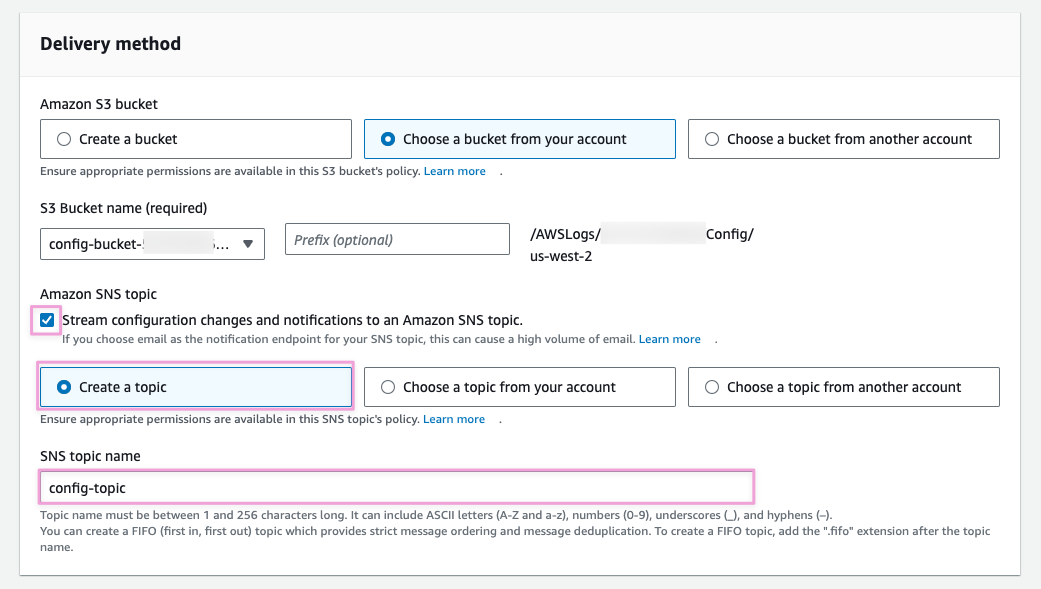 Delivery method
Amazon S3 bucket
Create a bucket
Choose a bucket from your account
Choose a bucket from another account
Ensure appropriate permissions are available in this S3 bucket's policy. Learn more .
S3 Bucket name (required)
config-bucket- ...
Prefix (optional)
/AWSLogs/ Config/
us-west-2
Amazon SNS topic
Stream configuration changes and notifications to an Amazon SNS topic.
If you choose email as the notification endpoint for your SNS topic, this can cause a high volume of email. Learn more .
Create a topic
Choose a topic from your account
Choose a topic from another account
Ensure appropriate permissions are available in this SNS topic's policy. Learn more .
SNS topic name
config-topic
Topic name must be between 1 and 256 characters long. It can include ASCII letters (A-Z and a-z), numbers (0-9), underscores (_), and hyphens (–).
You can create a FIFO (first in, first out) topic which provides strict message ordering and message deduplication. To create a FIFO topic, add the ".fifo" extension after the topic
name.